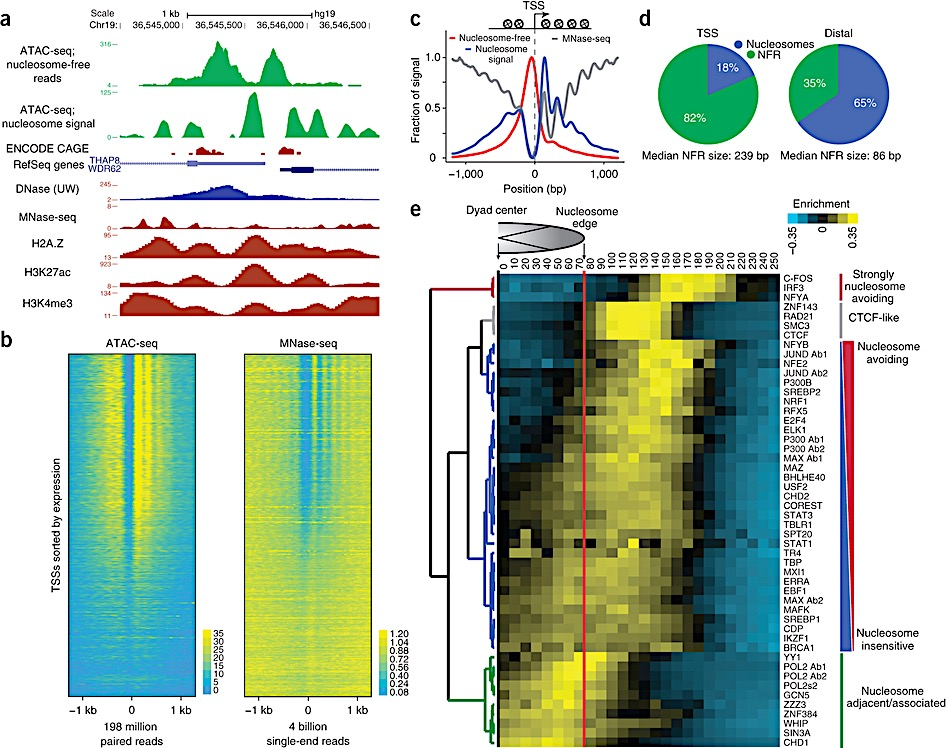 a
Scale
1 kb
hg19
Chr19:
36,545,000
36,545,500
36,546,000
36,546,500
ATAC-seq;
nucleosome-free
reads
316
4
ATAC-seq;
nucleosome signal
125
0
ENCODE CAGE
RefSeq genes
THAP8
WDR62
DNase (UW)
245
2
MNase-seq
8
0
H2A.Z
95
2
H3K27ac
923
8
H3K4me3
134
11
b
ATAC-seq
MNase-seq
TSSs sorted by expression
35
30
25
20
15
10
5
0
1.20
1.04
0.88
0.72
0.56
0.40
0.24
0.08
−1 kb
0
1 kb
−1 kb
0
1 kb
198 million
paired reads
4 billion
single-end reads
c
TSS
Nucleosome-free
Nucleosome
signal
MNase-seq
Fraction of signal
1.0
0.5
0
−1,000
0
1,000
Position (bp)
d
TSS
Distal
Nucleosomes
NFR
18%
82%
35%
65%
Median NFR size: 239 bp
Median NFR size: 86 bp
e
Dyad center
Nucleosome
edge
Enrichment
−0.35
0
0.35
0
10
20
30
40
50
60
70
80
90
100
110
120
130
140
150
160
170
180
190
200
210
220
230
240
250
C-FOS
IRF3
NFYA
ZNF143
RAD21
SMC3
CTCF
NFYB
JUND Ab1
NFE2
JUND Ab2
P300B
SREBP2
NRF1
RFX5
E2F4
ELK1
P300 Ab1
P300 Ab2
MAX Ab1
MAZ
BHLHE40
USF2
CHD2
COREST
STAT3
TBLR1
SPT20
STAT1
TR4
TBP
MXI1
ERRA
EBF1
MAX Ab2
MAFK
SREBP1
CDP
IKZF1
BRCA1
YY1
POL2 Ab1
POL2 Ab2
POL2s2
GCN5
ZZZ3
ZNF384
WHIP
SIN3A
CHD1
Strongly
nucleosome
avoiding
CTCF-like
Nucleosome
avoiding
Nucleosome
insensitive
Nucleosome
adjacent/associated